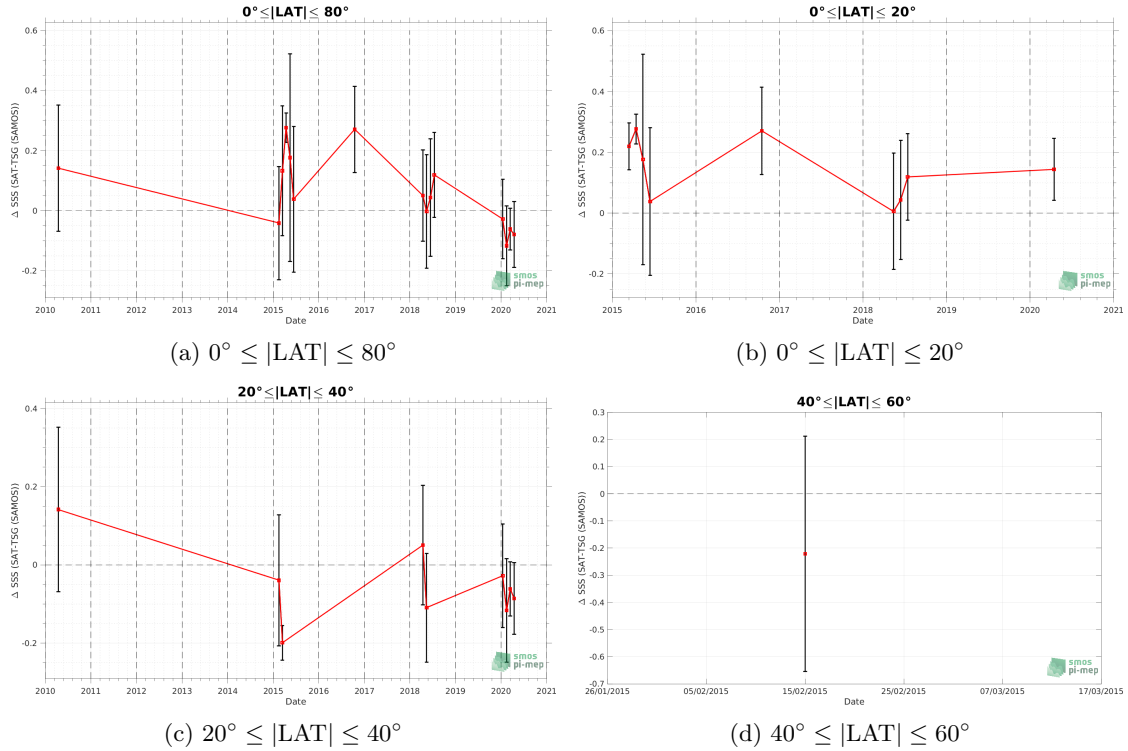 0°≤|LAT|≤ 80°
0.6
0.4
0.2
0
-0.2
Δ SSS (SAT-TSG (SAMOS))
2010 2011 2012 2013 2014 2015 2016 2017 2018 2019 2020 2021
Date
smos
pi-mep
(a) 0° ≤ |LAT| ≤ 80°
0°≤|LAT|≤ 20°
0.6
0.4
0.2
0
-0.2
Δ SSS (SAT-TSG (SAMOS))
2015 2016 2017 2018 2019 2020 2021
Date
smos
pi-mep
(b) 0° ≤ |LAT| ≤ 20°
20°≤|LAT|≤ 40°
0.4
0.2
0
-0.2
Δ SSS (SAT-TSG (SAMOS))
2010 2011 2012 2013 2014 2015 2016 2017 2018 2019 2020 2021
Date
smos
pi-mep
(c) 20° ≤ |LAT| ≤ 40°
40°≤|LAT|≤ 60°
0.3
0.2
0.1
0
-0.1
-0.2
-0.3
-0.4
-0.5
-0.6
-0.7
Δ SSS (SAT-TSG (SAMOS))
26/01/2015 05/02/2015 15/02/2015 25/02/2015 07/03/2015 17/03/2015
Date
smos
pi-mep
(d) 40° ≤ |LAT| ≤ 60°